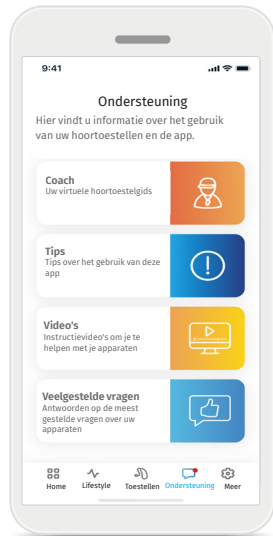 9:41
Ondersteuning
Hier vindt u informatie over het gebruik
van uw hoortoestellen en de app.
Coach
Uw virtuele hoortoestelgids
Tips
Tips over het gebruik van deze
app
Video's
Instructievideo's om je te
helpen met je apparaten
Veelgestelde vragen
Antwoorden op de meest
gestelde vragen over uw
apparaten
Home Lifestyle Toestellen Ondersteuning Meer